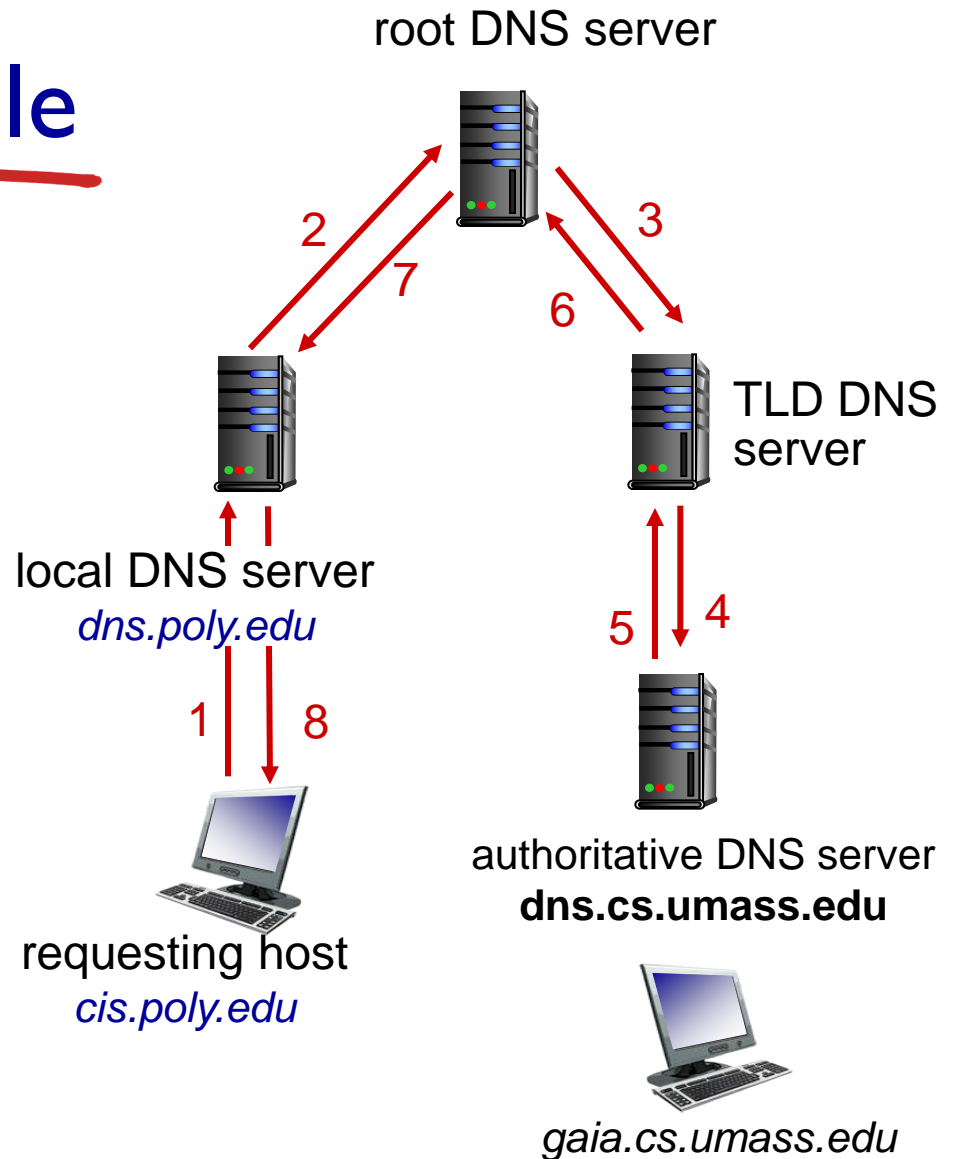 root DNS server
le
2
3
7
6
TLD DNS
server
local DNS server
dns.poly.edu
5
4
1
8
authoritative DNS server
dns.cs.umass.edu
requesting host
cis.poly.edu
gaia.cs.umass.edu